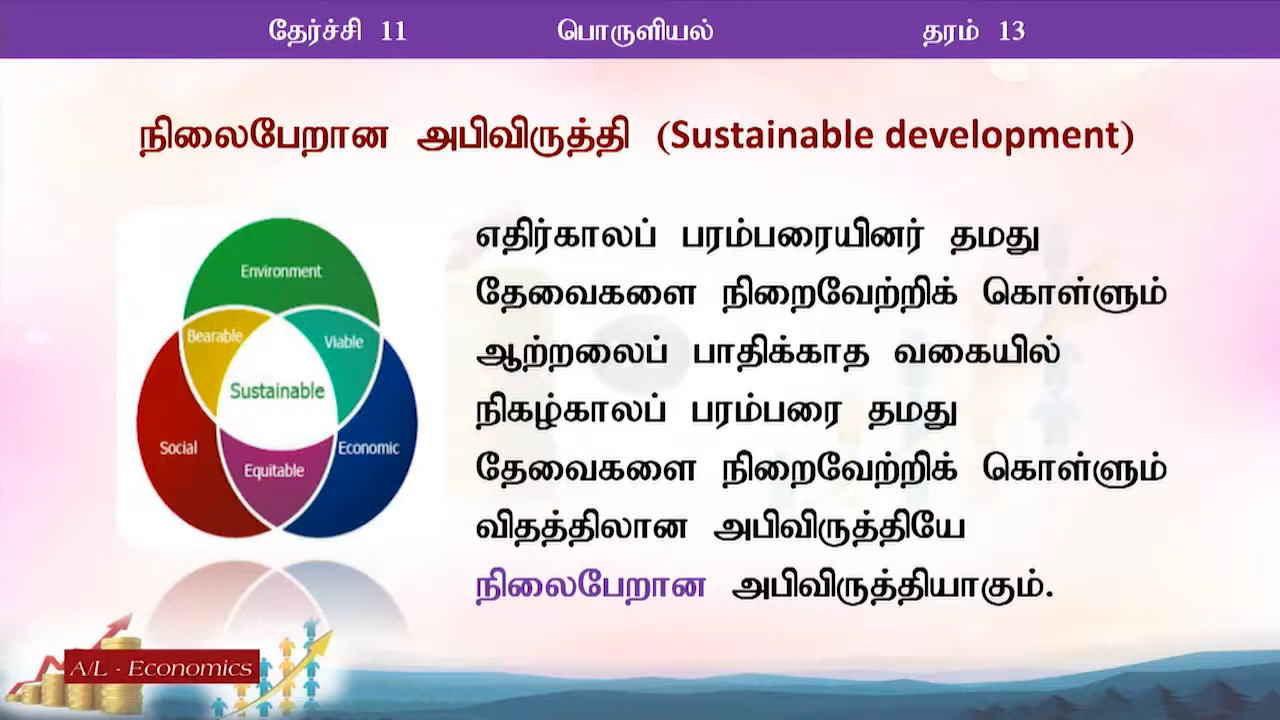 தேர்ச்சி 11 பொருளியல் தரம் 13
நிலைபேறான அபிவிருத்தி (Sustainable development)
Environment
Bearable
Viable
Sustainable
Social
Economic
Equitable
எதிர்காலப் பரம்பரையினர் தமது
தேவைகளை நிறைவேற்றிக் கொள்ளும்
ஆற்றலைப் பாதிக்காத வகையில்
நிகழ்காலப் பரம்பரை தமது
தேவைகளை நிறைவேற்றிக் கொள்ளும்
விதத்திலான அபிவிருத்தியே
நிலைபேறான அபிவிருத்தியாகும்.
A/L - Economics